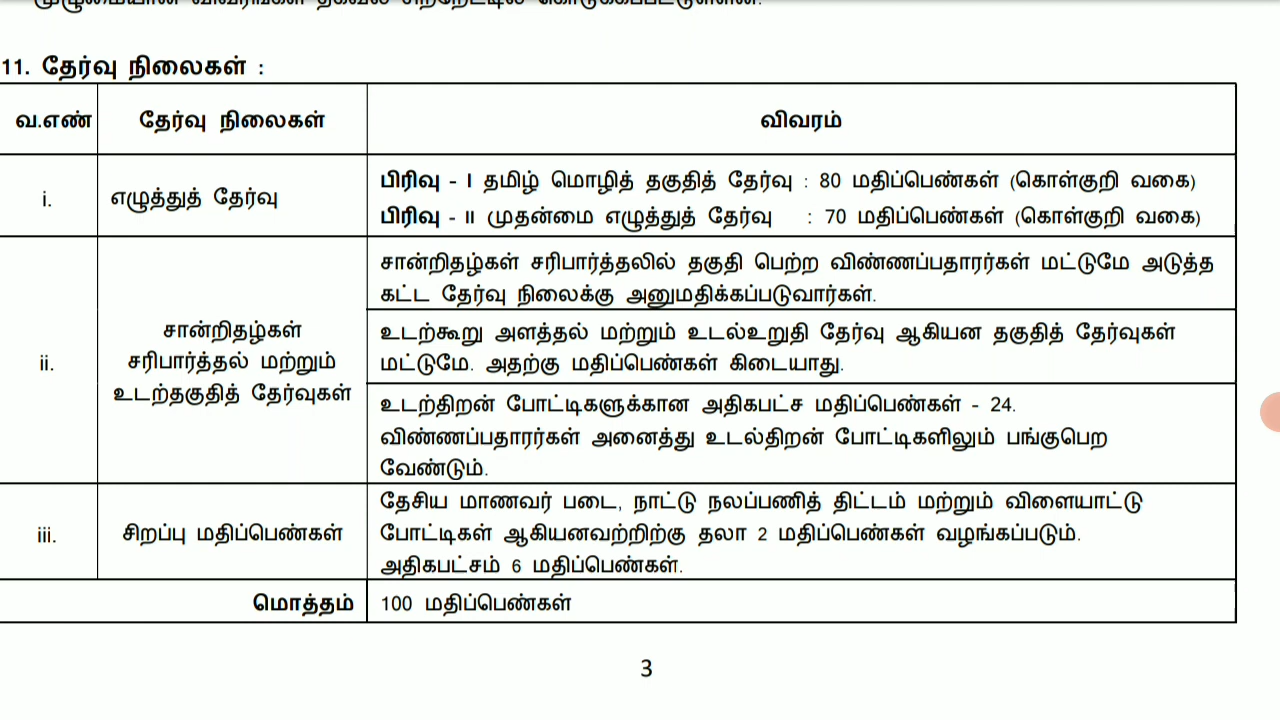 11. தேர்வு நிலைகள் :
வ.எண் தேர்வு நிலைகள் விவரம்
i. எழுத்துத் தேர்வு
பிரிவு - I தமிழ் மொழித் தகுதித் தேர்வு : 80 மதிப்பெண்கள் (கொள்குறி வகை)
பிரிவு - II முதன்மை எழுத்துத் தேர்வு : 70 மதிப்பெண்கள் (கொள்குறி வகை)
ii.
சான்றிதழ்கள்
சரிபார்த்தல் மற்றும்
உடற்தகுதித் தேர்வுகள்
சான்றிதழ்கள் சரிபார்த்தலில் தகுதி பெற்ற விண்ணப்பதாரர்கள் மட்டுமே அடுத்த
கட்ட தேர்வு நிலைக்கு அனுமதிக்கப்படுவார்கள்.
உடற்கூறு அளத்தல் மற்றும் உடல்உறுதி தேர்வு ஆகியன தகுதித் தேர்வுகள்
மட்டுமே. அதற்கு மதிப்பெண்கள் கிடையாது.
உடற்திறன் போட்டிகளுக்கான அதிகபட்ச மதிப்பெண்கள் - 24.
விண்ணப்பதாரர்கள் அனைத்து உடல்திறன் போட்டிகளிலும் பங்குபெற
வேண்டும்.
iii. சிறப்பு மதிப்பெண்கள்
தேசிய மாணவர் படை, நாட்டு நலப்பணித் திட்டம் மற்றும் விளையாட்டு
போட்டிகள் ஆகியனவற்றிற்கு தலா 2 மதிப்பெண்கள் வழங்கப்படும்.
அதிகபட்சம் 6 மதிப்பெண்கள்.
மொத்தம் 100 மதிப்பெண்கள்
3